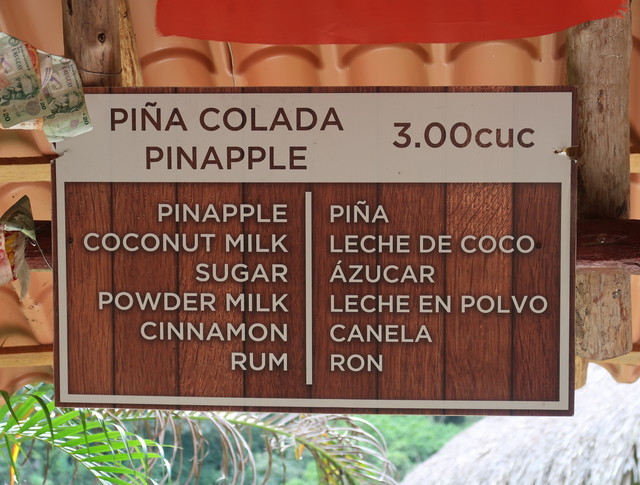 PIÑA COLADA
PINAPPLE
3.00cuc
PINAPPLE
COCONUT MILK
SUGAR
POWDER MILK
CINNAMON
RUM
PIÑA
LECHE DE COCO
ÁZUCAR
LECHE EN POLVO
CANELA
RON